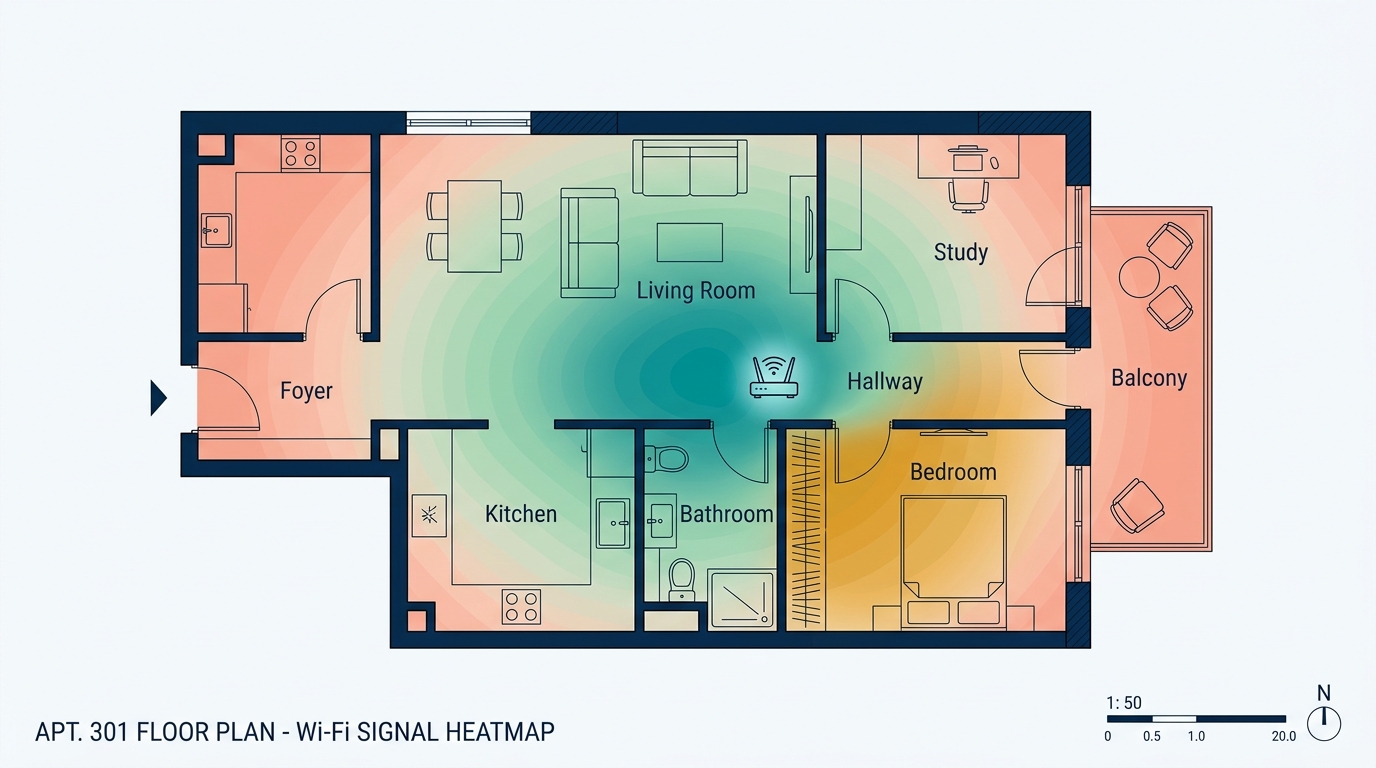 Living Room
Study
Foyer
Hallway
Balcony
Bedroom
Kitchen
Bathroom
APT. 301 FLOOR PLAN - Wi-Fi SIGNAL HEATMAP
1: 50
0 0.5 1.0 20.0
N